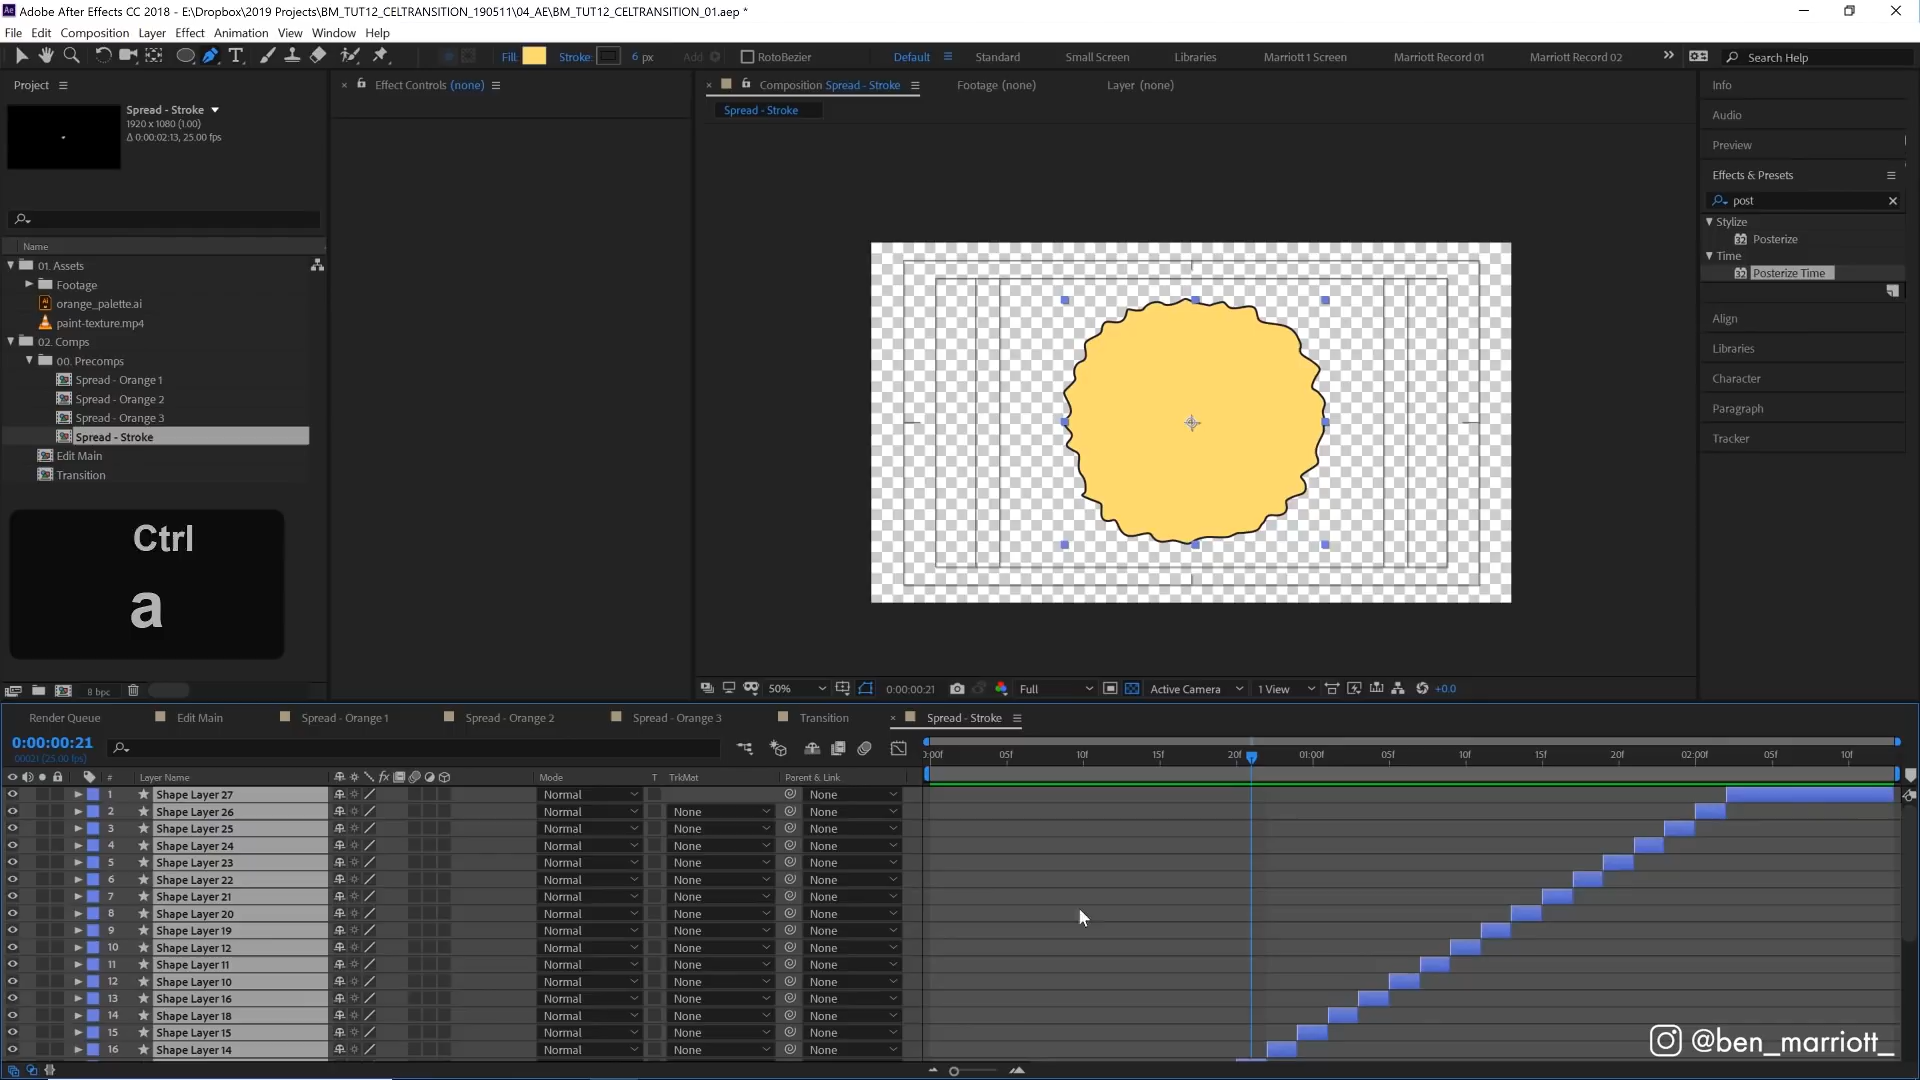 Adobe After Effects CC 2018 - E:\Dropbox\2019 Projects\BM_TUT12_CELTRANSITION_190511\04_AE\BM_TUT12_CELTRANSITION_01.aep *
File Edit Composition Layer Effect Animation View Window Help
Fill: Stroke: 6 px Add: RotoBezier Default Standard Small Screen Libraries Marriott 1 Screen Marriott Record 01 Marriott Record 02 Search Help
Project Effect Controls (none) Composition Spread - Stroke Footage (none) Layer (none) Info
Spread - Stroke
1920 x 1080 (1.00)
Δ 0:00:02:13, 25.00 fps
Spread - Stroke
Audio
Preview
Effects & Presets
post
Stylize
Posterize
Time
Posterize Time
Align
Libraries
Character
Paragraph
Tracker
Name
01. Assets
Footage
orange_palette.ai
paint-texture.mp4
02. Comps
00. Precomps
Spread - Orange 1
Spread - Orange 2
Spread - Orange 3
Spread - Stroke
Edit Main
Transition
Ctrl
a
8 bpc 50% 0:00:00:21 Full Active Camera 1 View +0.0
Render Queue Edit Main Spread - Orange 1 Spread - Orange 2 Spread - Orange 3 Transition Spread - Stroke
0:00:00:21
00021 (25.00 fps)
:00f 05f 10f 15f 20f 01:00f 05f 10f 15f 20f 02:00f 05f 10f
# Layer Name Mode T TrkMat Parent & Link
1 Shape Layer 27 Normal None
2 Shape Layer 26 Normal None None
3 Shape Layer 25 Normal None None
4 Shape Layer 24 Normal None None
5 Shape Layer 23 Normal None None
6 Shape Layer 22 Normal None None
7 Shape Layer 21 Normal None None
8 Shape Layer 20 Normal None None
9 Shape Layer 19 Normal None None
10 Shape Layer 12 Normal None None
11 Shape Layer 11 Normal None None
12 Shape Layer 10 Normal None None
13 Shape Layer 16 Normal None None
14 Shape Layer 18 Normal None None
15 Shape Layer 15 Normal None None
16 Shape Layer 14 Normal None None
@ben_marriott_